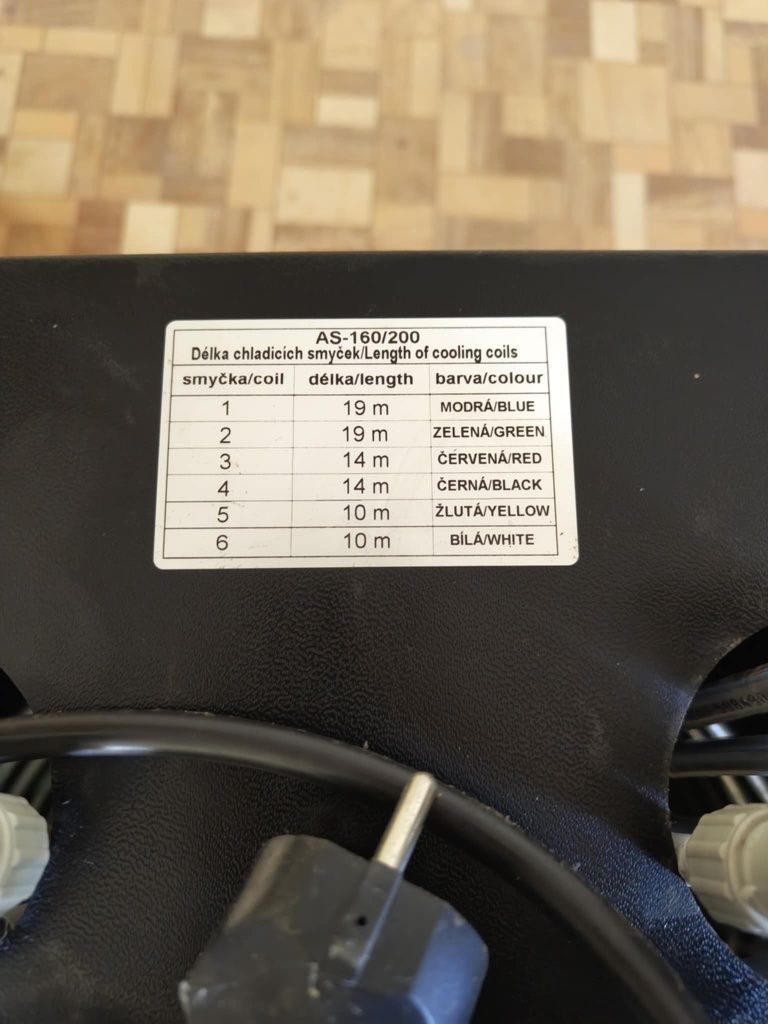 AS-160/200
Délka chladicích smyček/Length of cooling coils
smyčka/coil délka/length barva/colour
1 19 m MODRÁ/BLUE
2 19 m ZELENÁ/GREEN
3 14 m ČERVENÁ/RED
4 14 m ČERNÁ/BLACK
5 10 m ŽLUTÁ/YELLOW
6 10 m BÍLÁ/WHITE